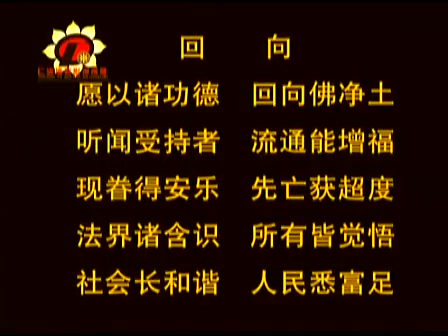 回 向
愿以诸功德 回向佛净土
听闻受持者 流通能增福
现眷得安乐 先亡获超度
法界诸含识 所有皆觉悟
社会长和谐 人民悉富足